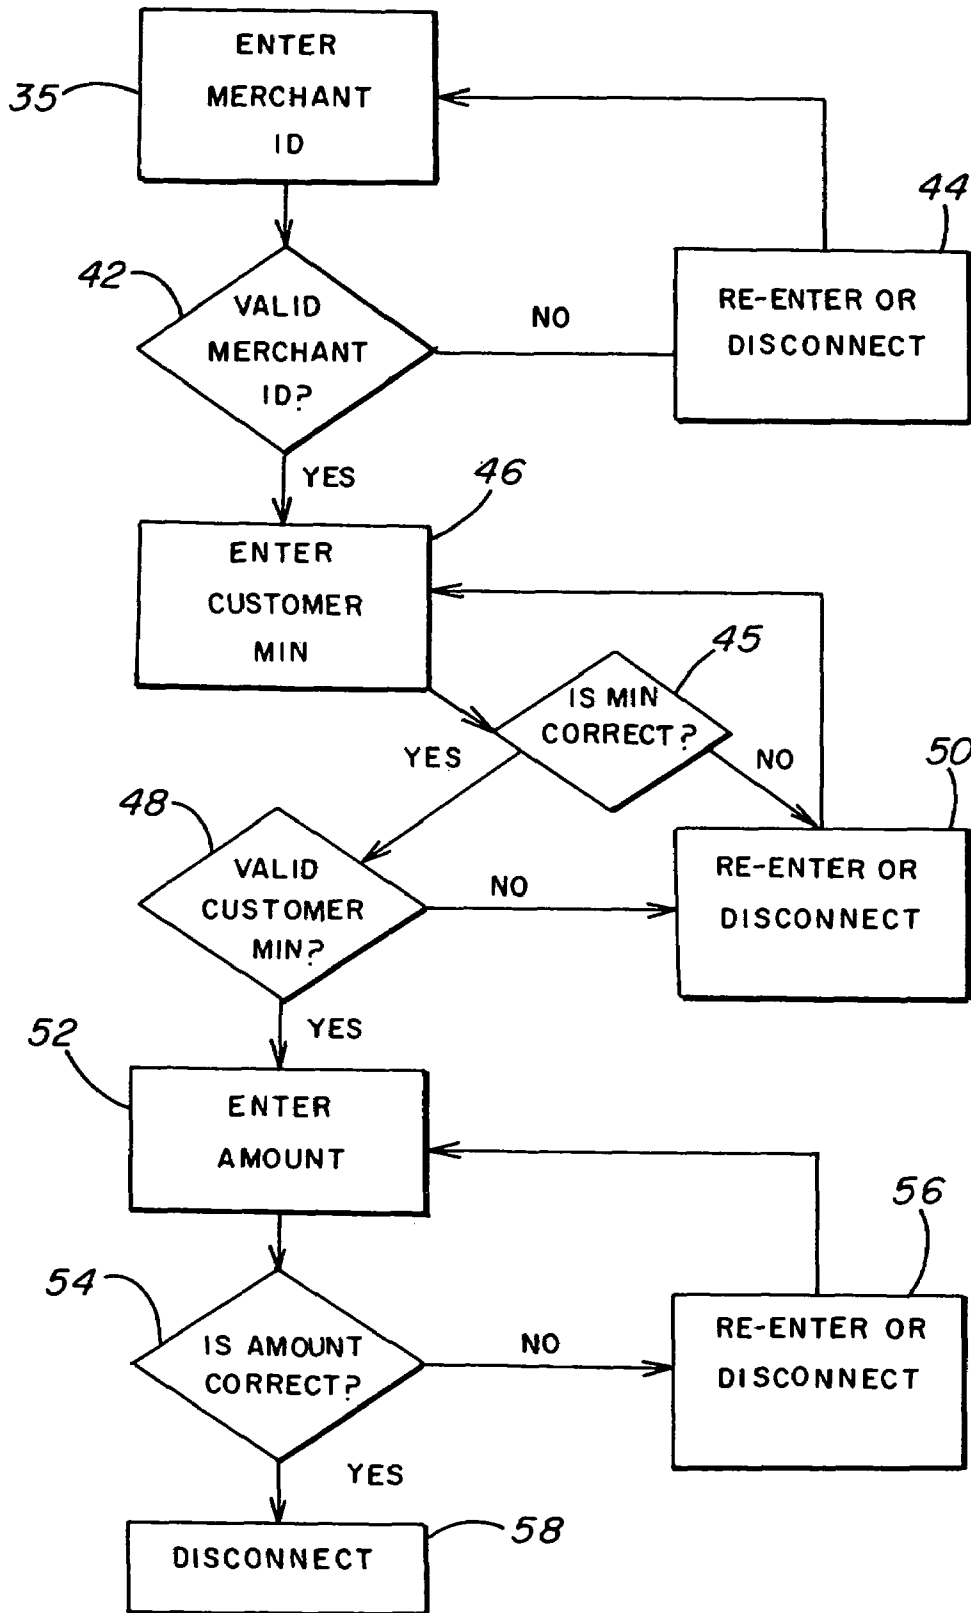 ENTER
MERCHANT
ID
35
44
42
VALID
MERCHANT
ID?
NO
RE-ENTER OR
DISCONNECT
YES
46
ENTER
CUSTOMER
MIN
45
IS MIN
CORRECT?
YES
NO
50
48
VALID
CUSTOMER
MIN?
NO
RE-ENTER OR
DISCONNECT
YES
52
ENTER
AMOUNT
56
54
IS AMOUNT
CORRECT?
NO
RE-ENTER OR
DISCONNECT
YES
58
DISCONNECT